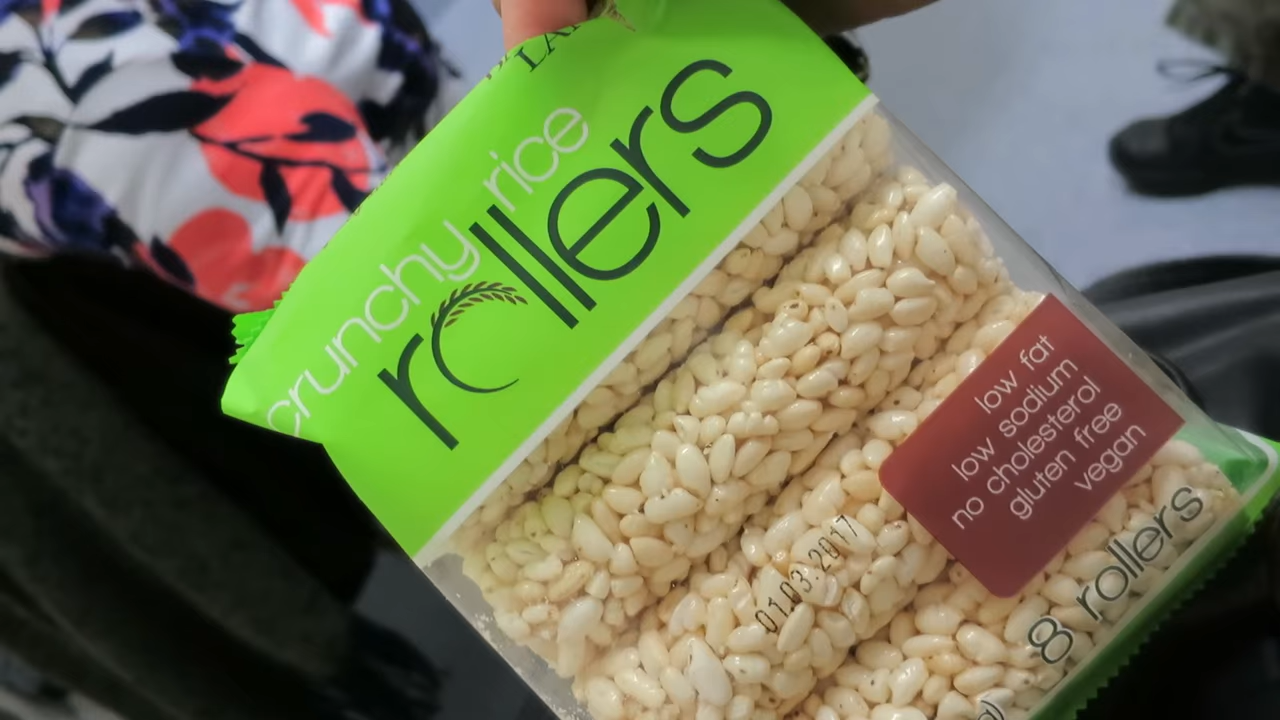 crunchy rice
rollers
low fat
low sodium
no cholesterol
gluten free
vegan
01.03.2017
8 rollers